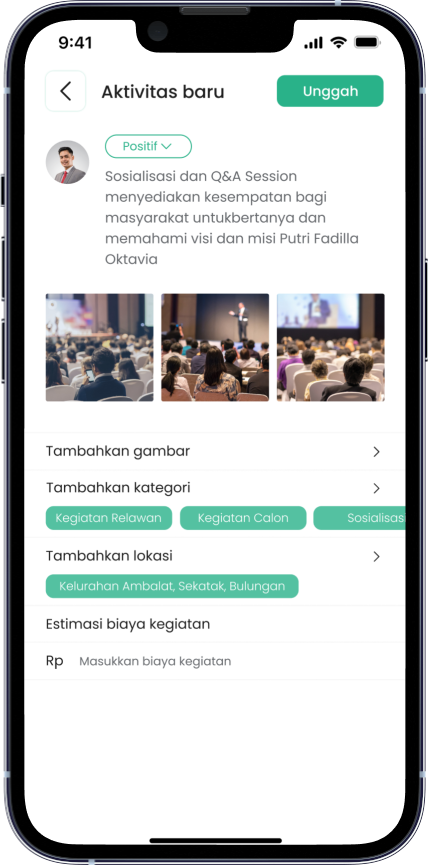 9:41
Aktivitas baru
Unggah
Positif
Sosialisasi dan Q&A Session
menyediakan kesempatan bagi
masyarakat untukbertanya dan
memahami visi dan misi Putri Fadilla
Oktavia
Tambahkan gambar
Tambahkan kategori
Kegiatan Relawan
Kegiatan Calon
Sosialisasi
Tambahkan lokasi
Kelurahan Ambalat, Sekatak, Bulungan
Estimasi biaya kegiatan
Rp Masukkan biaya kegiatan